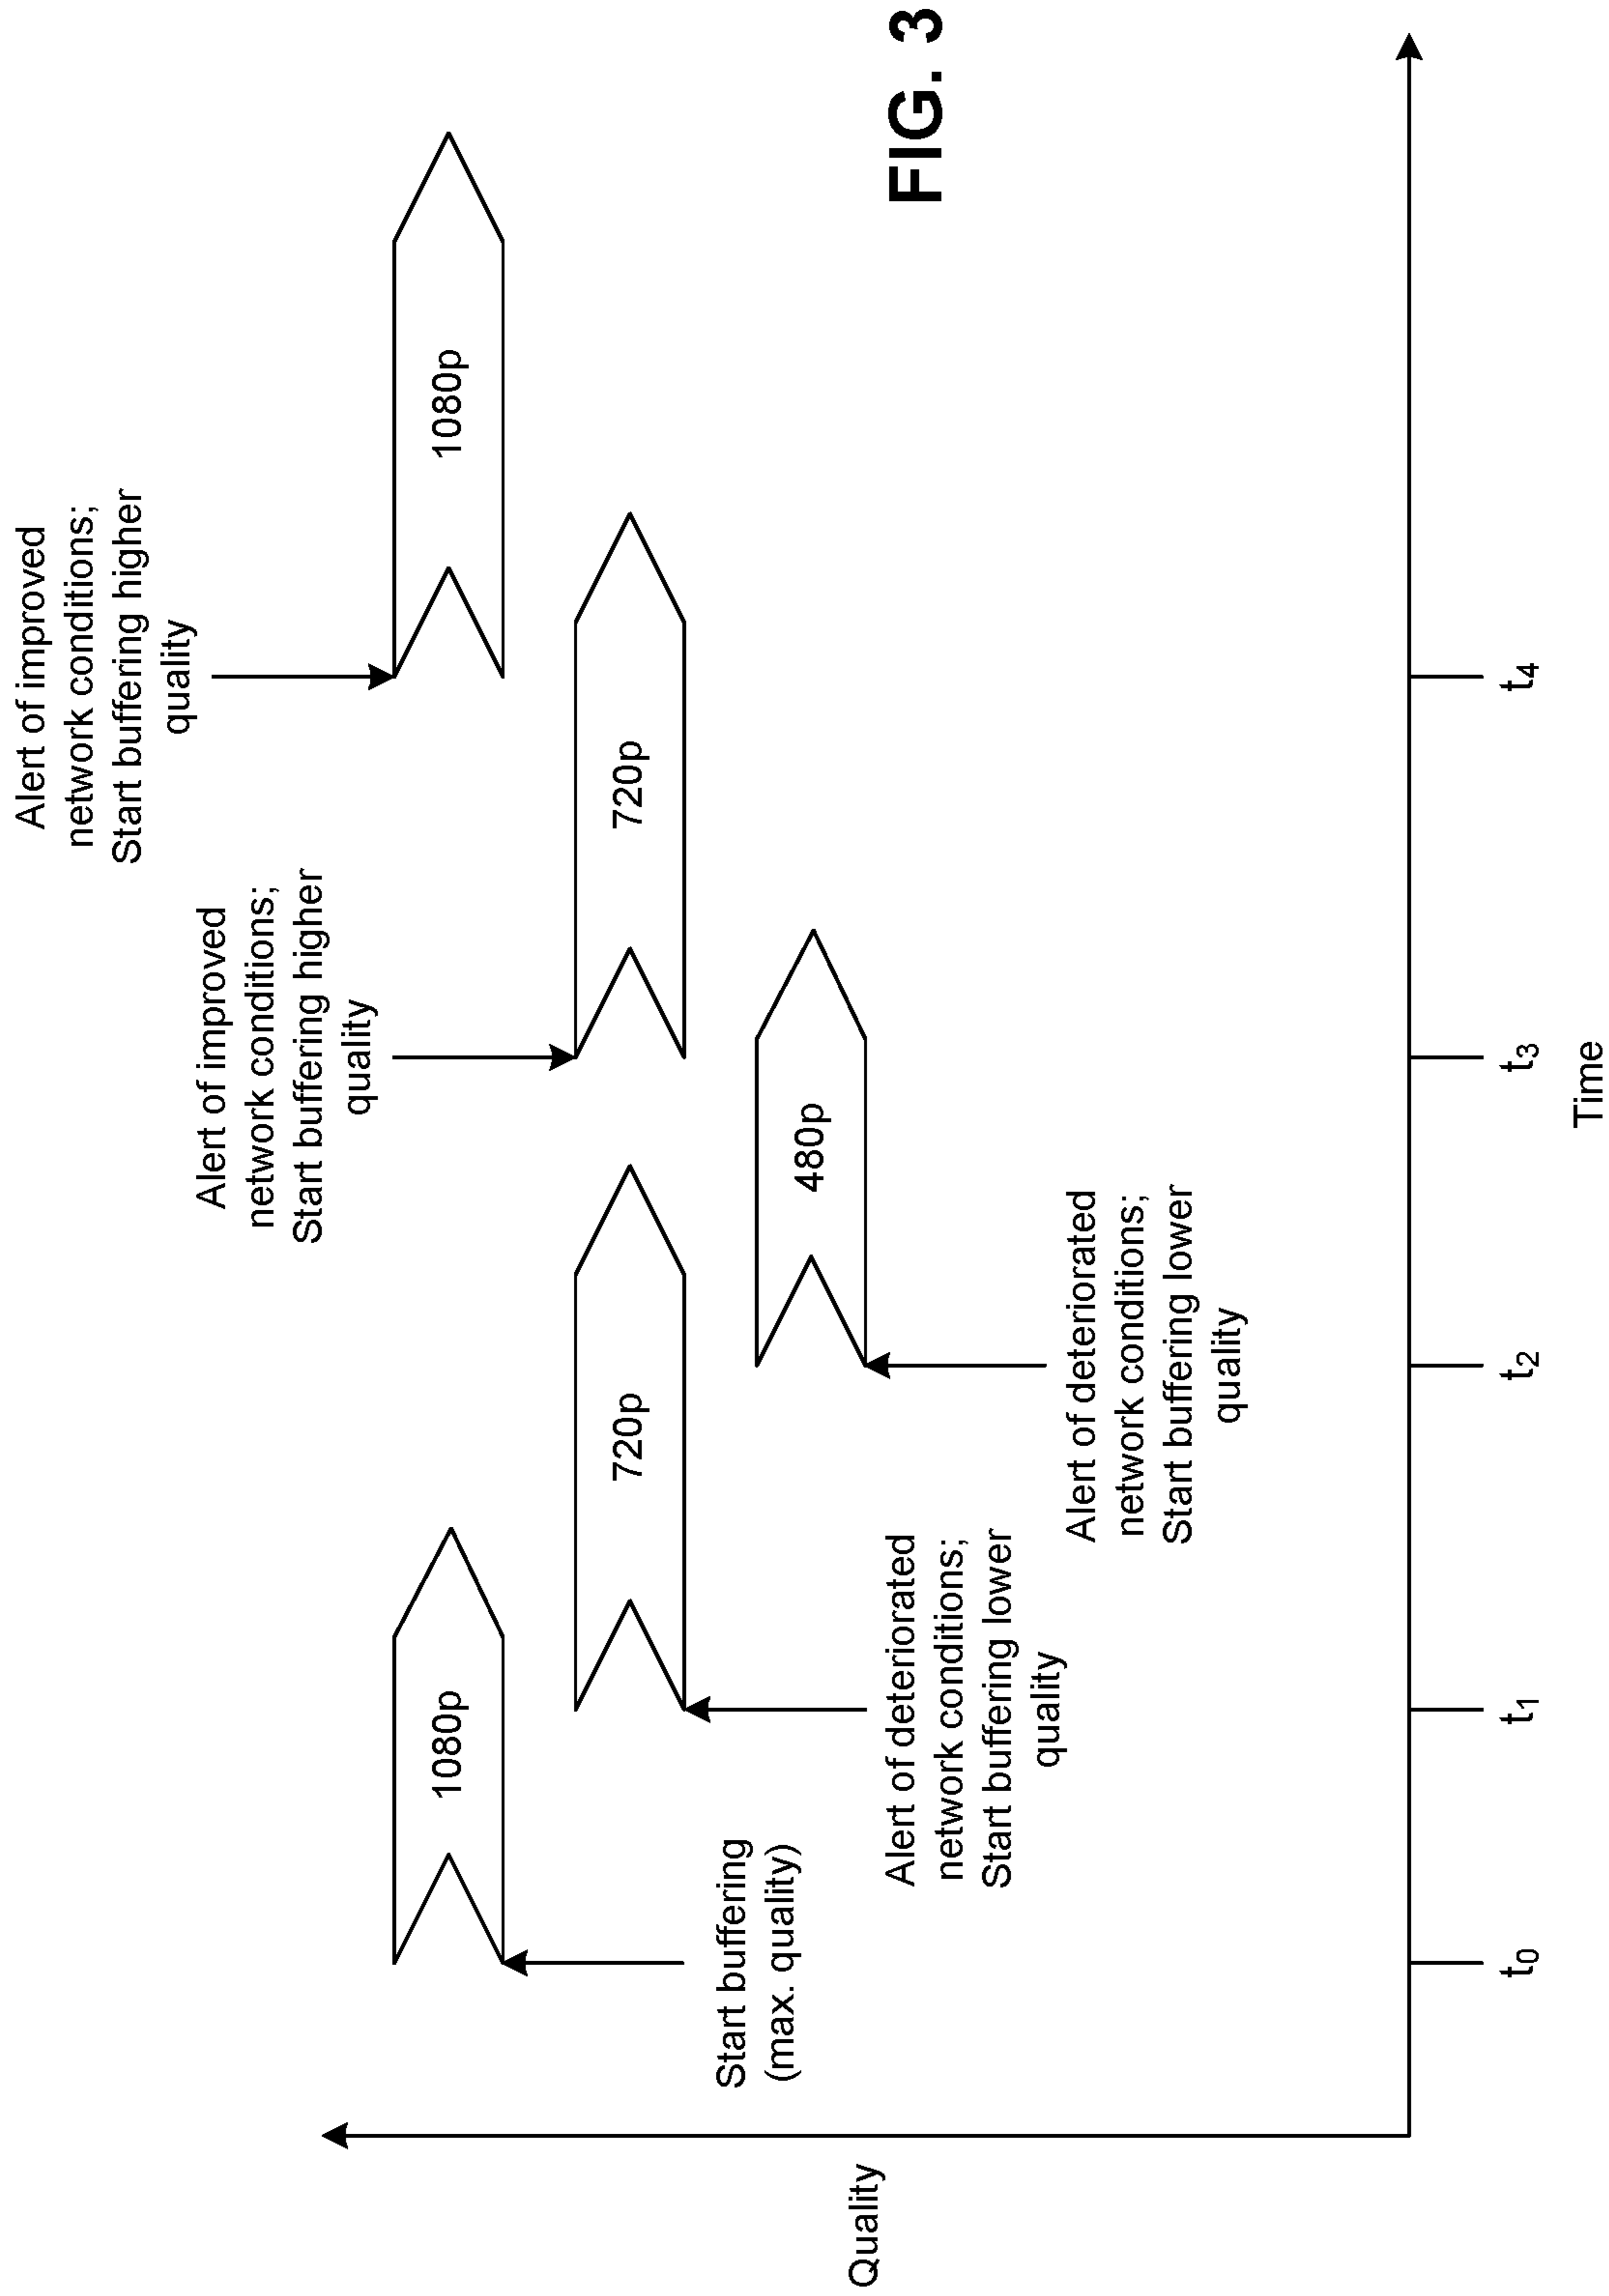 Alert of improved
network conditions;
Start buffering higher
quality
Alert of improved
network conditions;
Start buffering higher
quality
1080p
1080p
720p
720p
480p
Start buffering
(max. quality)
Alert of deteriorated
network conditions;
Start buffering lower
quality
Alert of deteriorated
network conditions;
Start buffering lower
quality
Quality
t₀
t₁
t₂
t₃
t₄
Time
FIG. 3